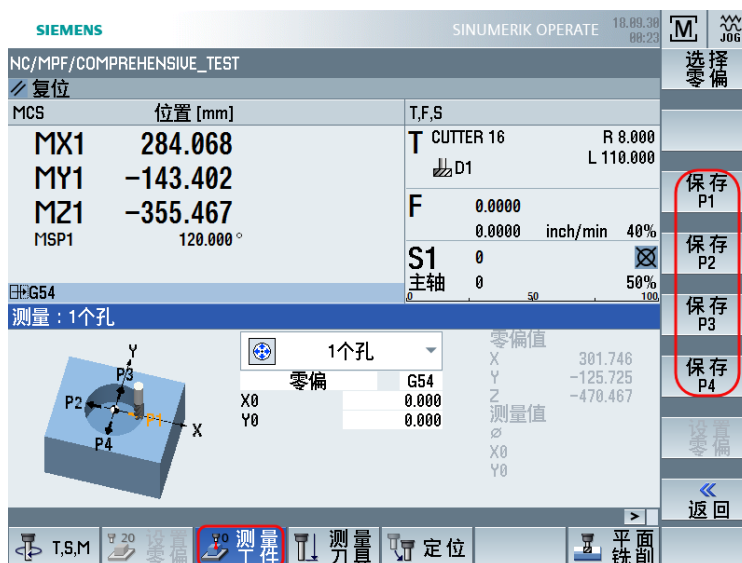 SIEMENS
SINUMERIK OPERATE
18.09.30
08:23
M
JOG
NC/MPF/COMPREHENSIVE_TEST
选择
零偏
复位
MCS 位置 [mm]
T,F,S
MX1 284.068
MY1 -143.402
MZ1 -355.467
MSP1 120.000°
T CUTTER 16 R 8.000
D1 L 110.000
F 0.0000
0.0000 inch/min 40%
S1 0
主轴 0 50%
0 50 100
G54
保存
P1
保存
P2
保存
P3
保存
P4
测量:1个孔
Y
P3
P2
P1
X
P4
1个孔
零偏 G54
X0 0.000
Y0 0.000
零偏值
X 301.746
Y -125.725
Z -470.467
测量值
ø
X0
Y0
设置
零偏
«
返回
>
T,S,M
设置
零偏
测量
工件
测量
刀具
定位
平面
铣削